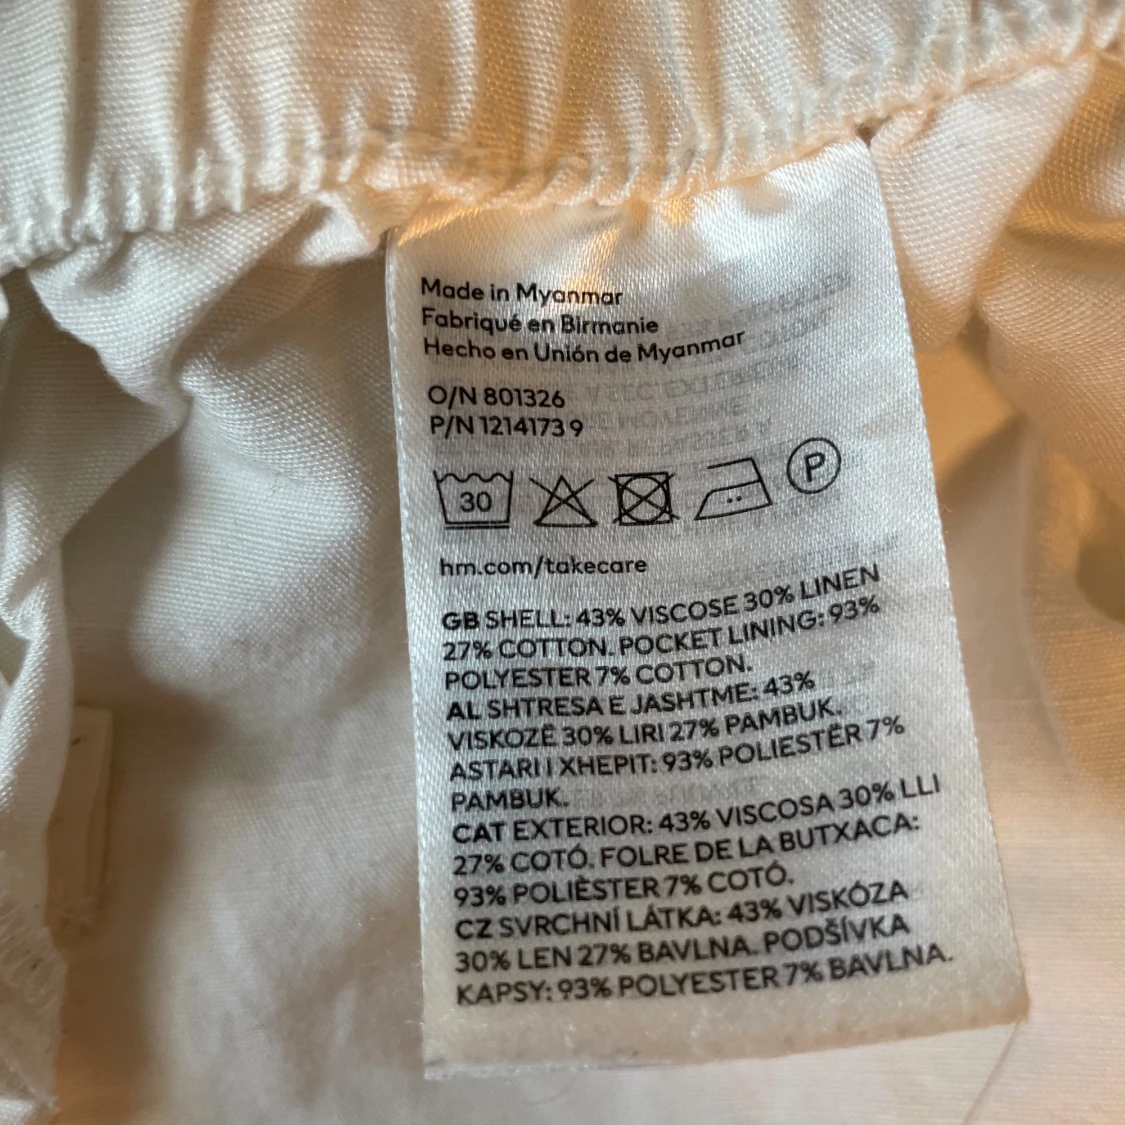 Made in Myanmar
Fabriqué en Birmanie
Hecho en Unión de Myanmar
O/N 801326
P/N 1214173 9
30 P
hm.com/takecare
GB SHELL: 43% VISCOSE 30% LINEN
27% COTTON. POCKET LINING: 93%
POLYESTER 7% COTTON.
AL SHTRESA E JASHTME: 43%
VISKOZË 30% LIRI 27% PAMBUK.
ASTARI I XHEPIT: 93% POLIESTËR 7%
PAMBUK.
CAT EXTERIOR: 43% VISCOSA 30% LLI
27% COTÓ. FOLRE DE LA BUTXACA:
93% POLIÈSTER 7% COTÓ.
CZ SVRCHNÍ LÁTKA: 43% VISKÓZA
30% LEN 27% BAVLNA. PODŠÍVKA
KAPSY: 93% POLYESTER 7% BAVLNA.